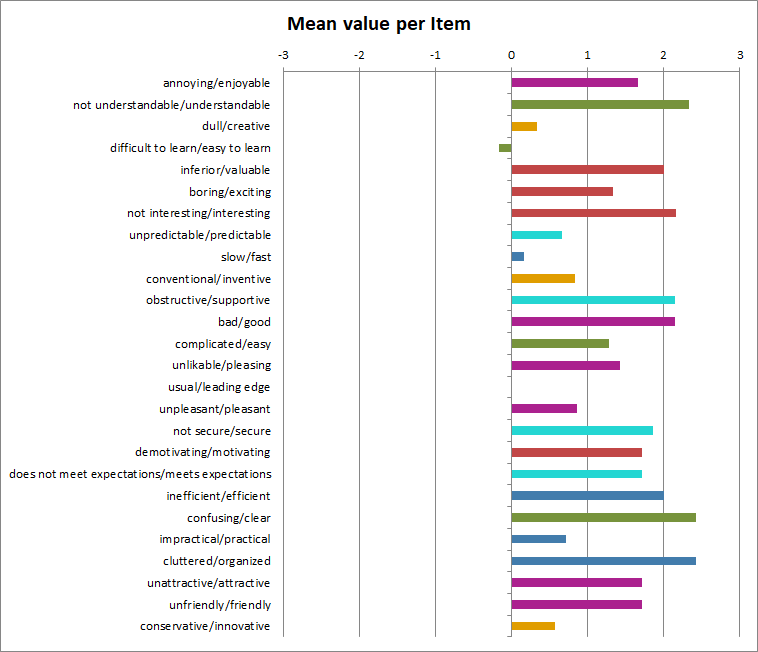 Mean value per Item
-3 -2 -1 0 1 2 3
annoying/enjoyable
not understandable/understandable
dull/creative
difficult to learn/easy to learn
inferior/valuable
boring/exciting
not interesting/interesting
unpredictable/predictable
slow/fast
conventional/inventive
obstructive/supportive
bad/good
complicated/easy
unlikable/pleasing
usual/leading edge
unpleasant/pleasant
not secure/secure
demotivating/motivating
does not meet expectations/meets expectations
inefficient/efficient
confusing/clear
impractical/practical
cluttered/organized
unattractive/attractive
unfriendly/friendly
conservative/innovative